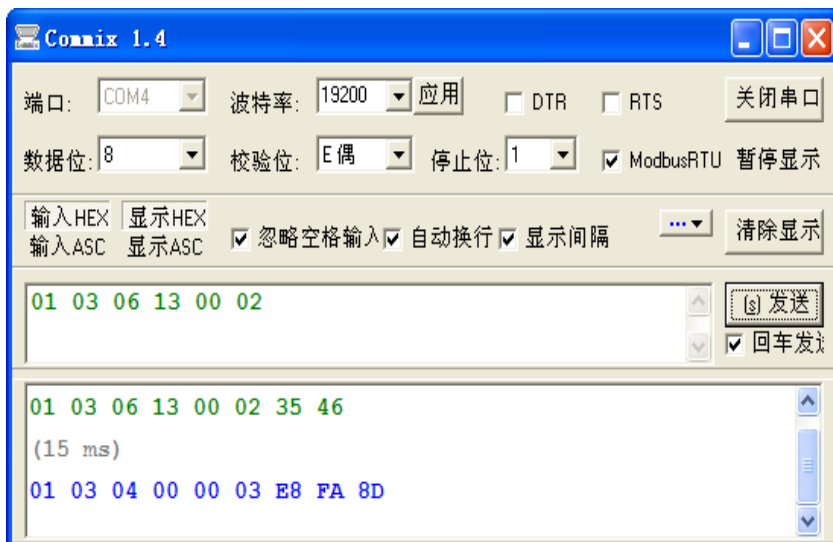 Commix 1.4
端口: COM4 波特率: 19200 应用 DTR RTS 关闭串口
数据位: 8 校验位: E偶 停止位: 1 ModbusRTU 暂停显示
输入HEX 显示HEX
输入ASC 显示ASC 忽略空格输入 自动换行 显示间隔 ... 清除显示
01 03 06 13 00 02 (s) 发送
回车发送
01 03 06 13 00 02 35 46
(15 ms)
01 03 04 00 00 03 E8 FA 8D